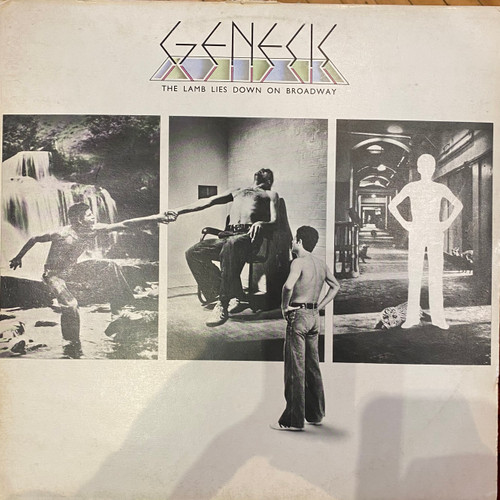 GENESIS
THE LAMB LIES DOWN ON BROADWAY